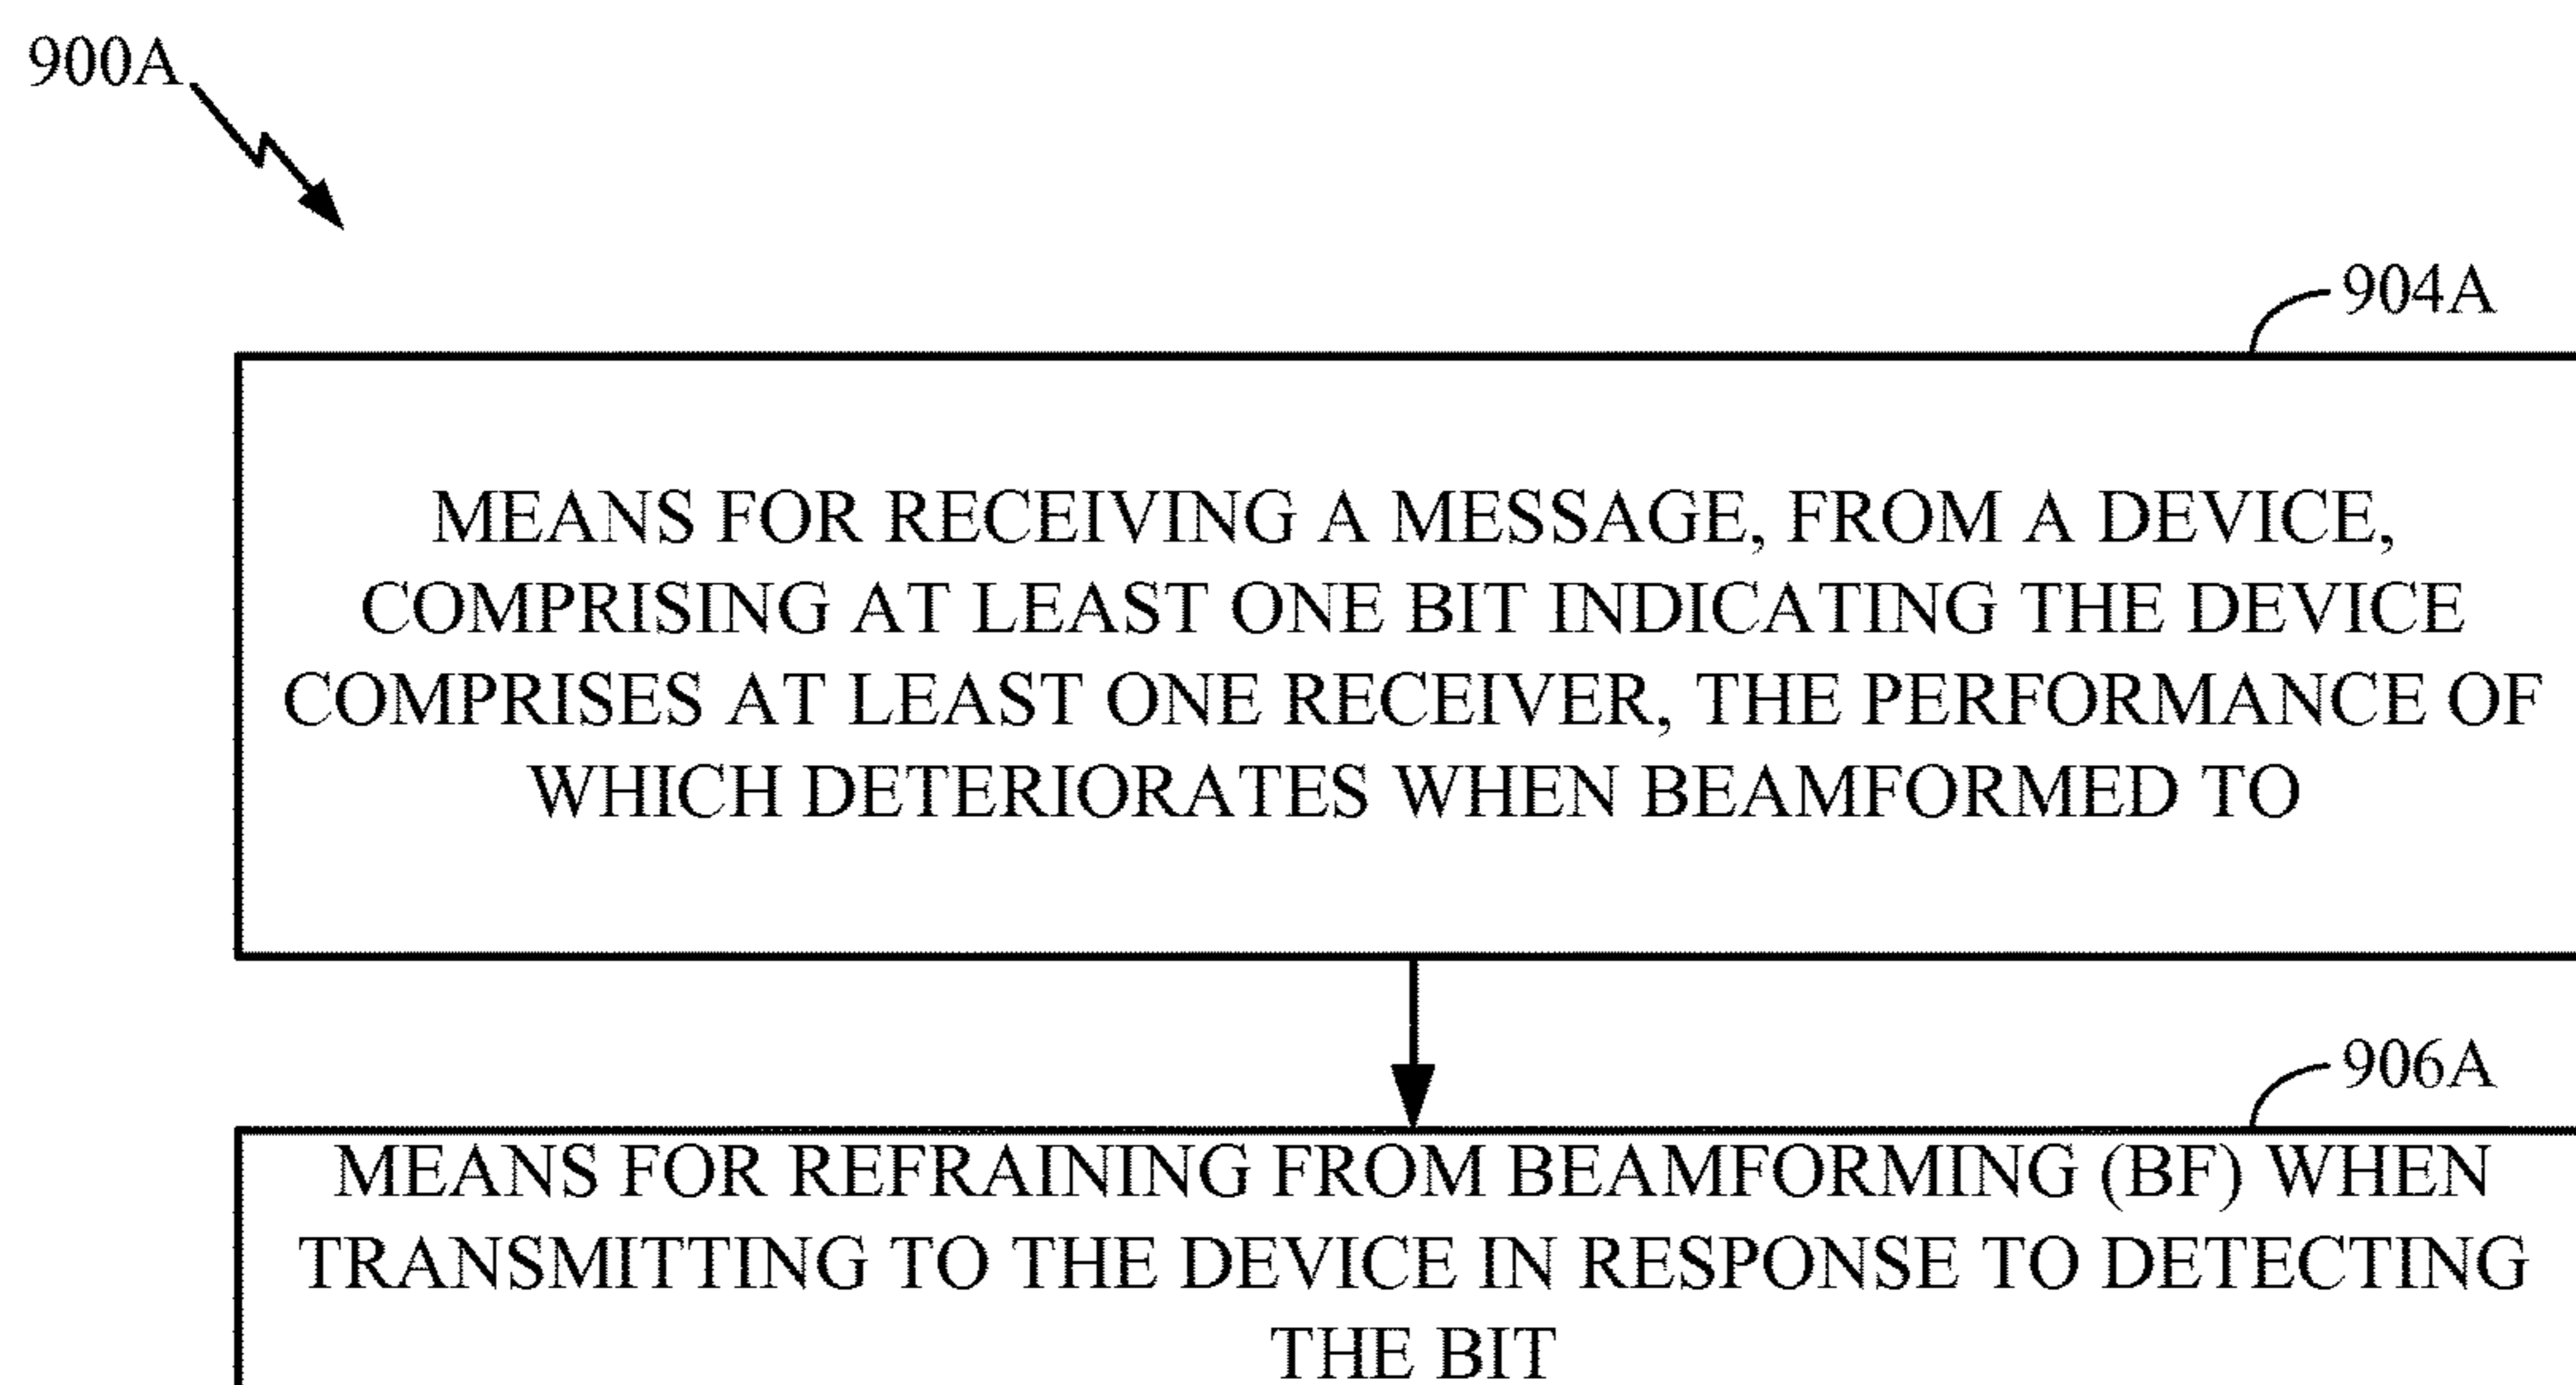 900A
904A
MEANS FOR RECEIVING A MESSAGE, FROM A DEVICE,
COMPRISING AT LEAST ONE BIT INDICATING THE DEVICE
COMPRISES AT LEAST ONE RECEIVER, THE PERFORMANCE OF
WHICH DETERIORATES WHEN BEAMFORMED TO
906A
MEANS FOR REFRAINING FROM BEAMFORMING (BF) WHEN
TRANSMITTING TO THE DEVICE IN RESPONSE TO DETECTING
THE BIT